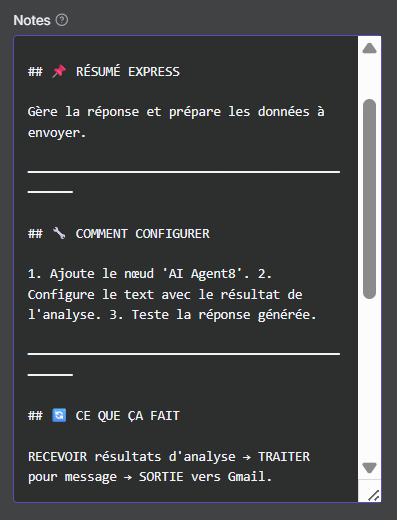 Notes
## 📌 RÉSUMÉ EXPRESS
Gère la réponse et prépare les données à
envoyer.
## 🔧 COMMENT CONFIGURER
1. Ajoute le nœud 'AI Agent8'. 2.
Configure le text avec le résultat de
l'analyse. 3. Teste la réponse générée.
## 🔄 CE QUE ÇA FAIT
RECEVOIR résultats d'analyse → TRAITER
pour message → SORTIE vers Gmail.